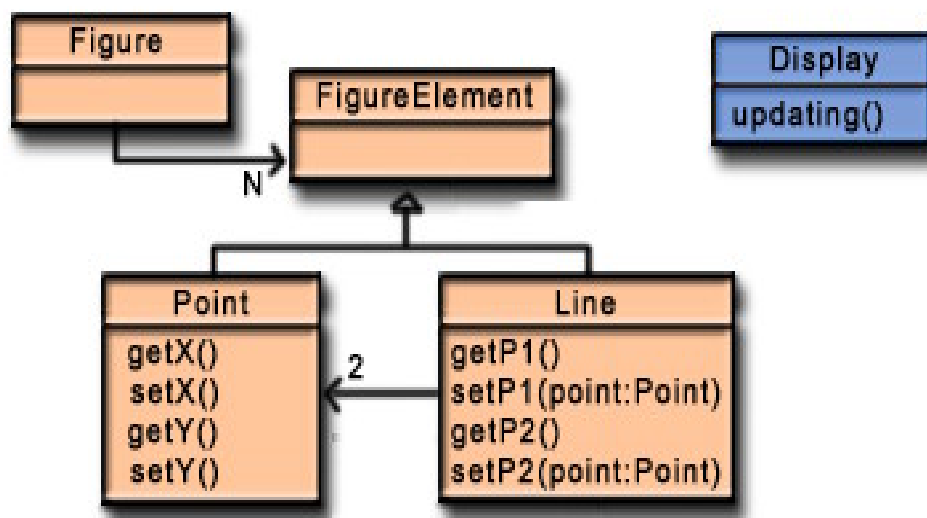 Figure
FigureElement
N
Display
updating()
Point
getX()
setX()
getY()
setY()
2
Line
getP1()
setP1(point:Point)
getP2()
setP2(point:Point)